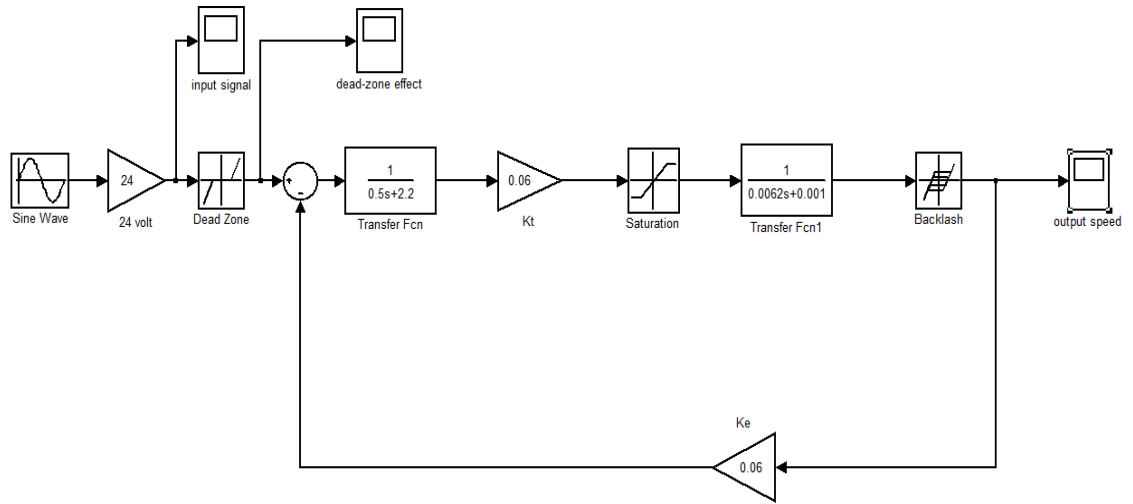 input signal
dead-zone effect
Sine Wave
24
24 volt
Dead Zone
+
-
1
0.5s+2.2
Transfer Fcn
0.06
Kt
Saturation
1
0.0062s+0.001
Transfer Fcn1
Backlash
output speed
Ke
0.06